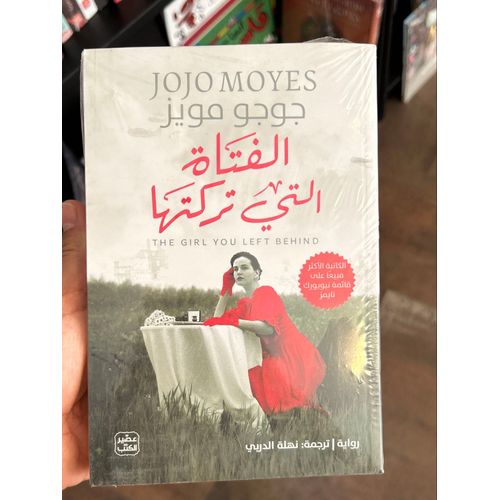 JOJO MOYES
جوجو مويز
الفتاة
التي تركتها
THE GIRL YOU LEFT BEHIND
الكاتبة الأكثر
مبيعًا على
قائمة نيويورك
تايمز
رواية | ترجمة: نهلة الدربي
عصير
الكتب